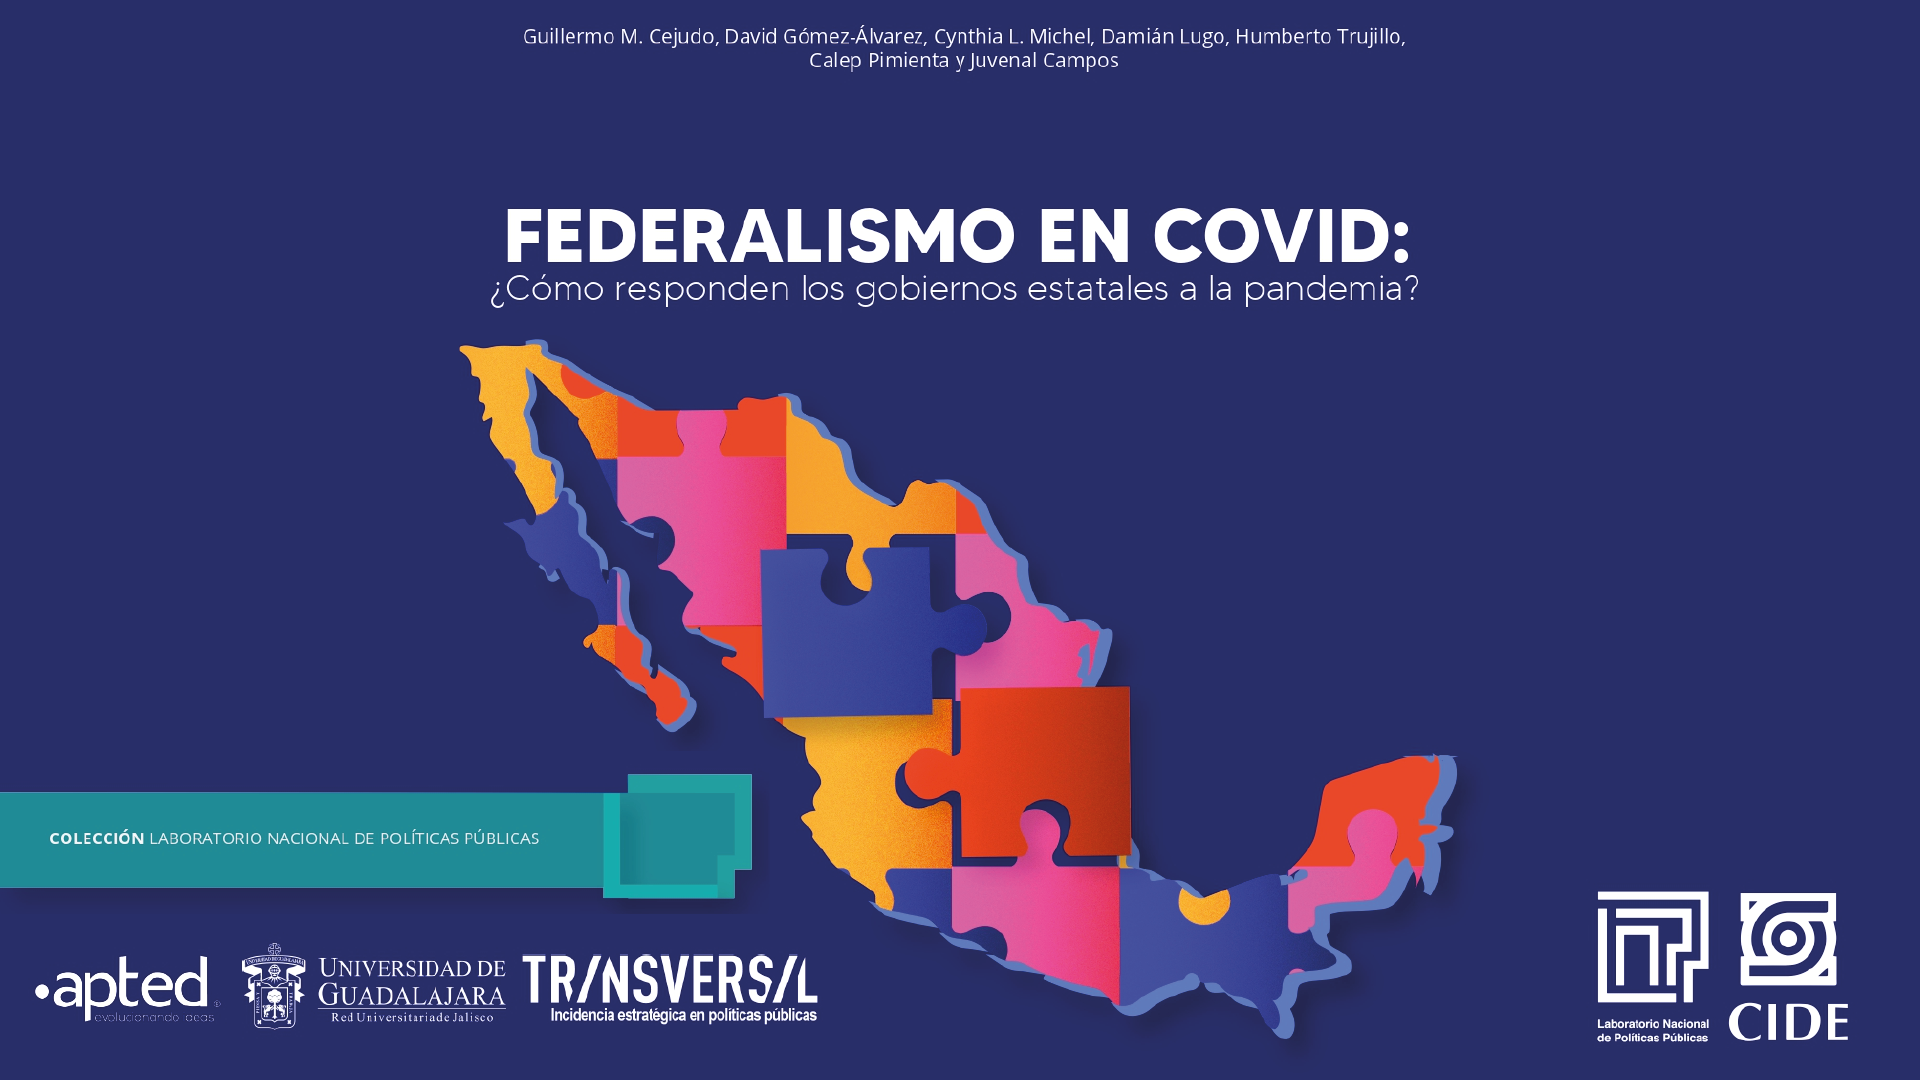 Guillermo M. Cejudo, David Gómez-Álvarez, Cynthia L. Michel, Damián Lugo, Humberto Trujillo,
Calep Pimienta y Juvenal Campos
FEDERALISMO EN COVID:
¿Cómo responden los gobiernos estatales a la pandemia?
COLECCIÓN LABORATORIO NACIONAL DE POLÍTICAS PÚBLICAS
•apted
evolucionando ideas
UNIVERSIDAD DE
GUADALAJARA
Red Universitaria de Jalisco
TRANSVERSAL
Incidencia estratégica en políticas públicas
Laboratorio Nacional
de Políticas Públicas
CIDE